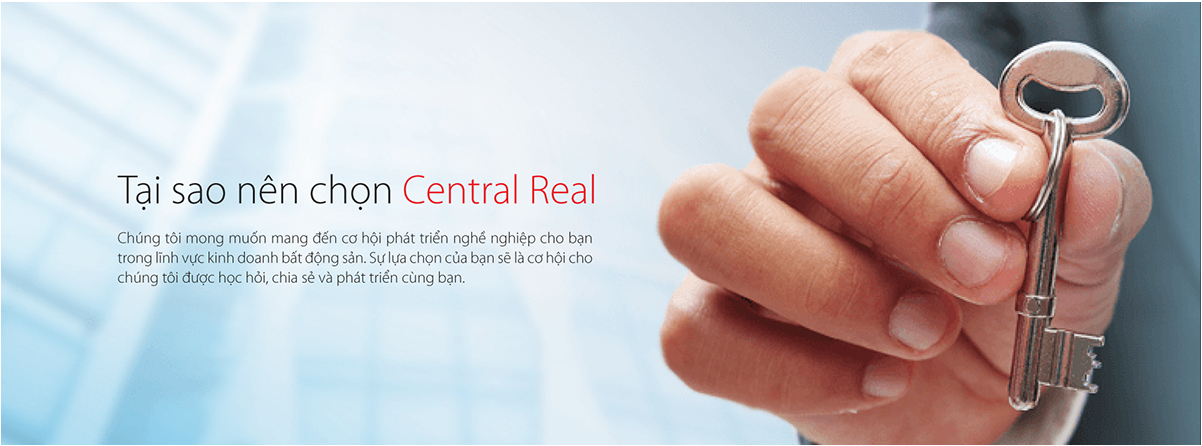 Tại sao nên chọn Central Real
Chúng tôi mong muốn mang đến cơ hội phát triển nghề nghiệp cho bạn
trong lĩnh vực kinh doanh bất động sản. Sự lựa chọn của bạn sẽ là cơ hội cho
chúng tôi được học hỏi, chia sẻ và phát triển cùng bạn.